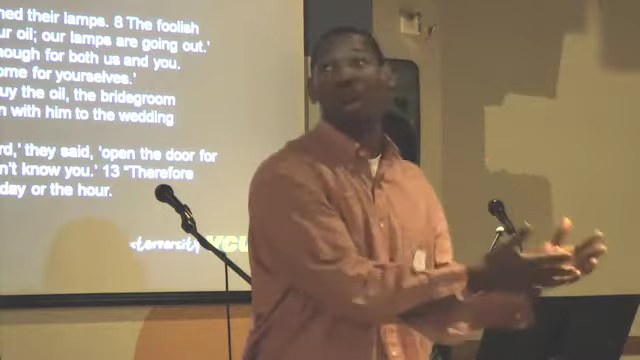 ned their lamps. 8 The foolish
ur oil; our lamps are going out.'
ough for both us and you.
ome for yourselves.'
uy the oil, the bridegroom
n with him to the wedding
rd,' they said, 'open the door for
n't know you.' 13 "Therefore
day or the hour.